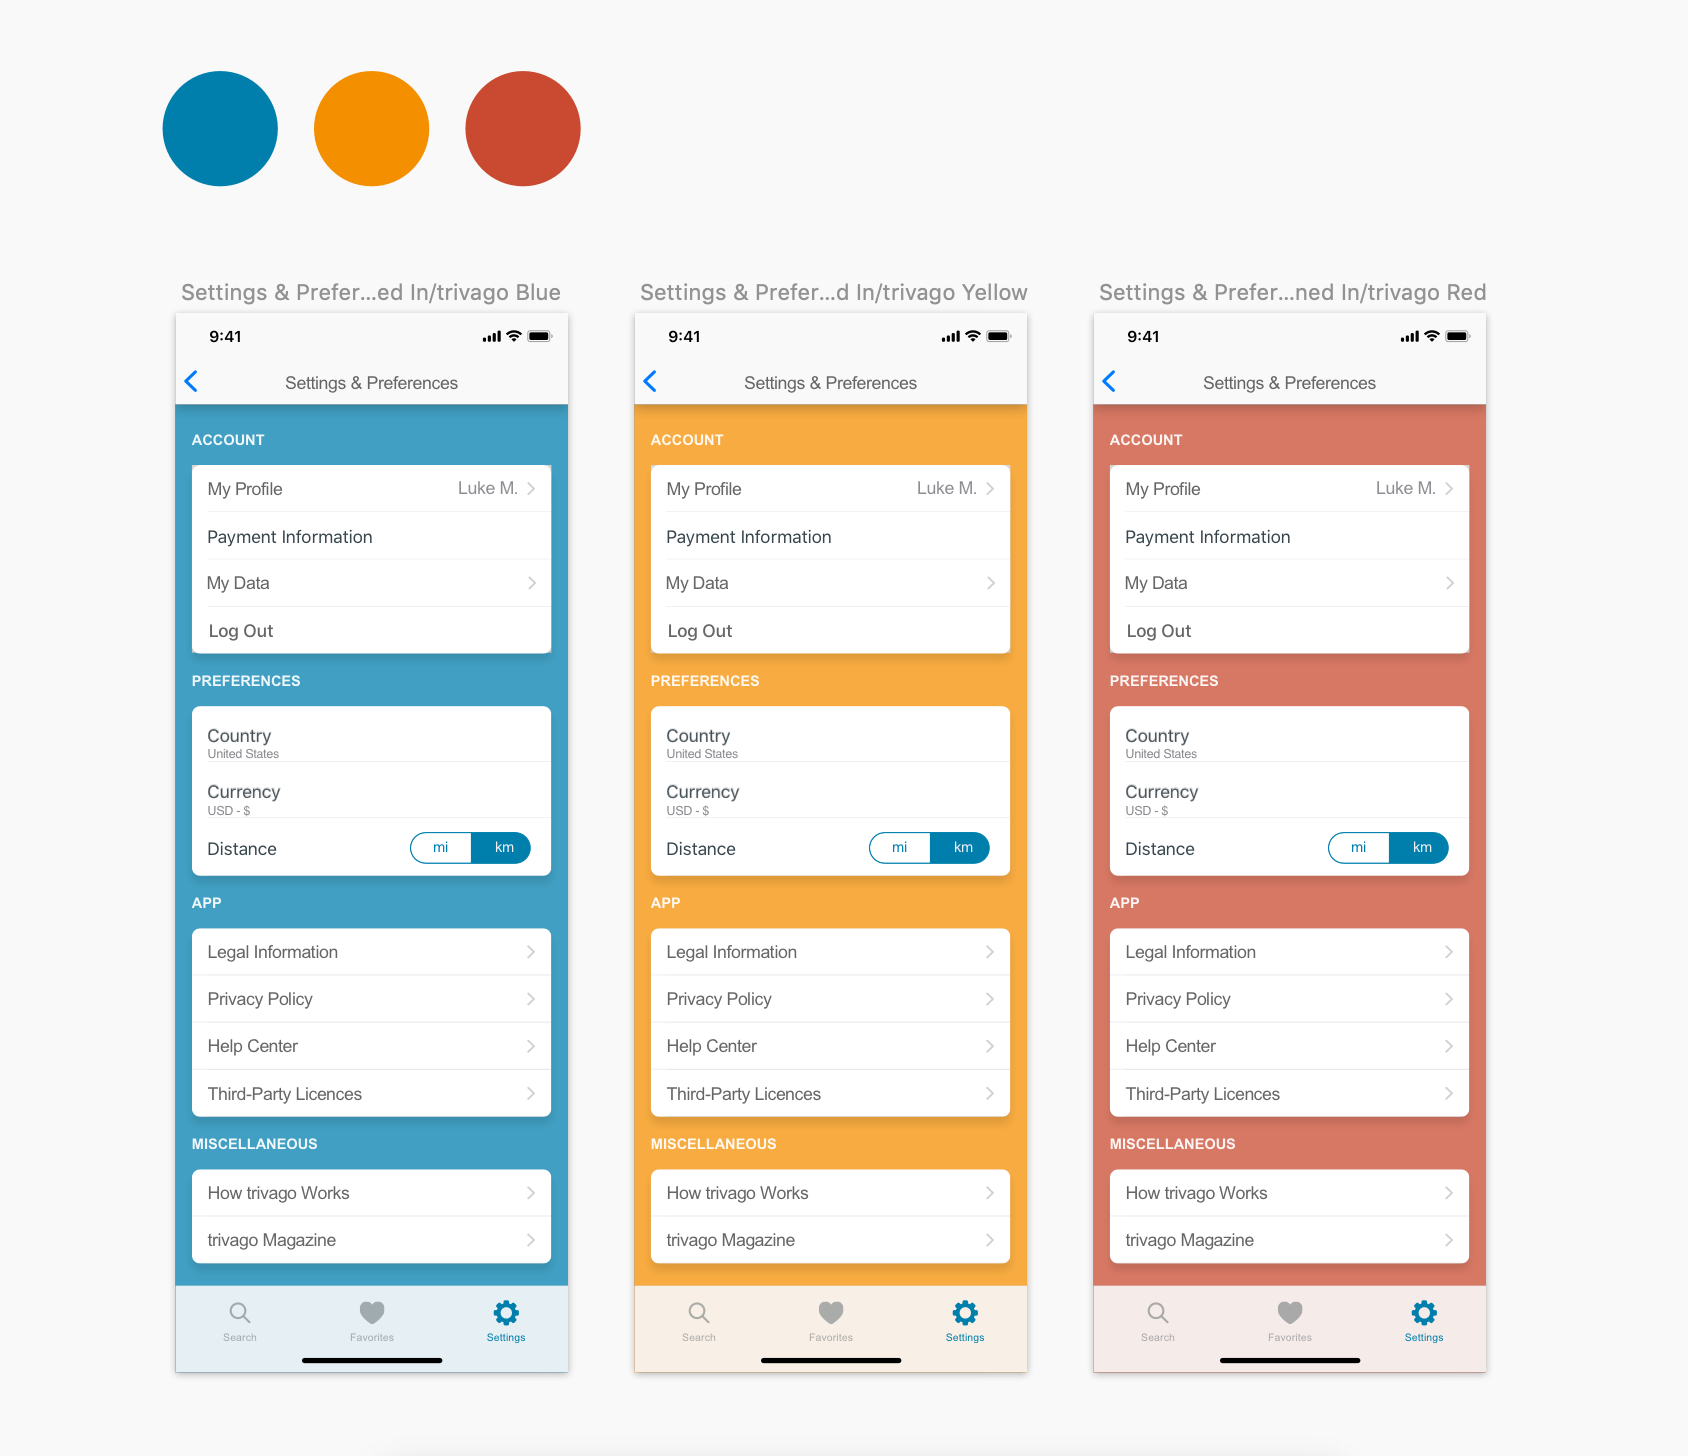 Settings & Prefer...ed In/trivago Blue
9:41
Settings & Preferences
ACCOUNT
My Profile Luke M.
Payment Information
My Data
Log Out
PREFERENCES
Country
United States
Currency
USD - $
Distance mi km
APP
Legal Information
Privacy Policy
Help Center
Third-Party Licences
MISCELLANEOUS
How trivago Works
trivago Magazine
Search Favorites Settings
Settings & Prefer...d In/trivago Yellow
9:41
Settings & Preferences
ACCOUNT
My Profile Luke M.
Payment Information
My Data
Log Out
PREFERENCES
Country
United States
Currency
USD - $
Distance mi km
APP
Legal Information
Privacy Policy
Help Center
Third-Party Licences
MISCELLANEOUS
How trivago Works
trivago Magazine
Search Favorites Settings
Settings & Prefer...ned In/trivago Red
9:41
Settings & Preferences
ACCOUNT
My Profile Luke M.
Payment Information
My Data
Log Out
PREFERENCES
Country
United States
Currency
USD - $
Distance mi km
APP
Legal Information
Privacy Policy
Help Center
Third-Party Licences
MISCELLANEOUS
How trivago Works
trivago Magazine
Search Favorites Settings